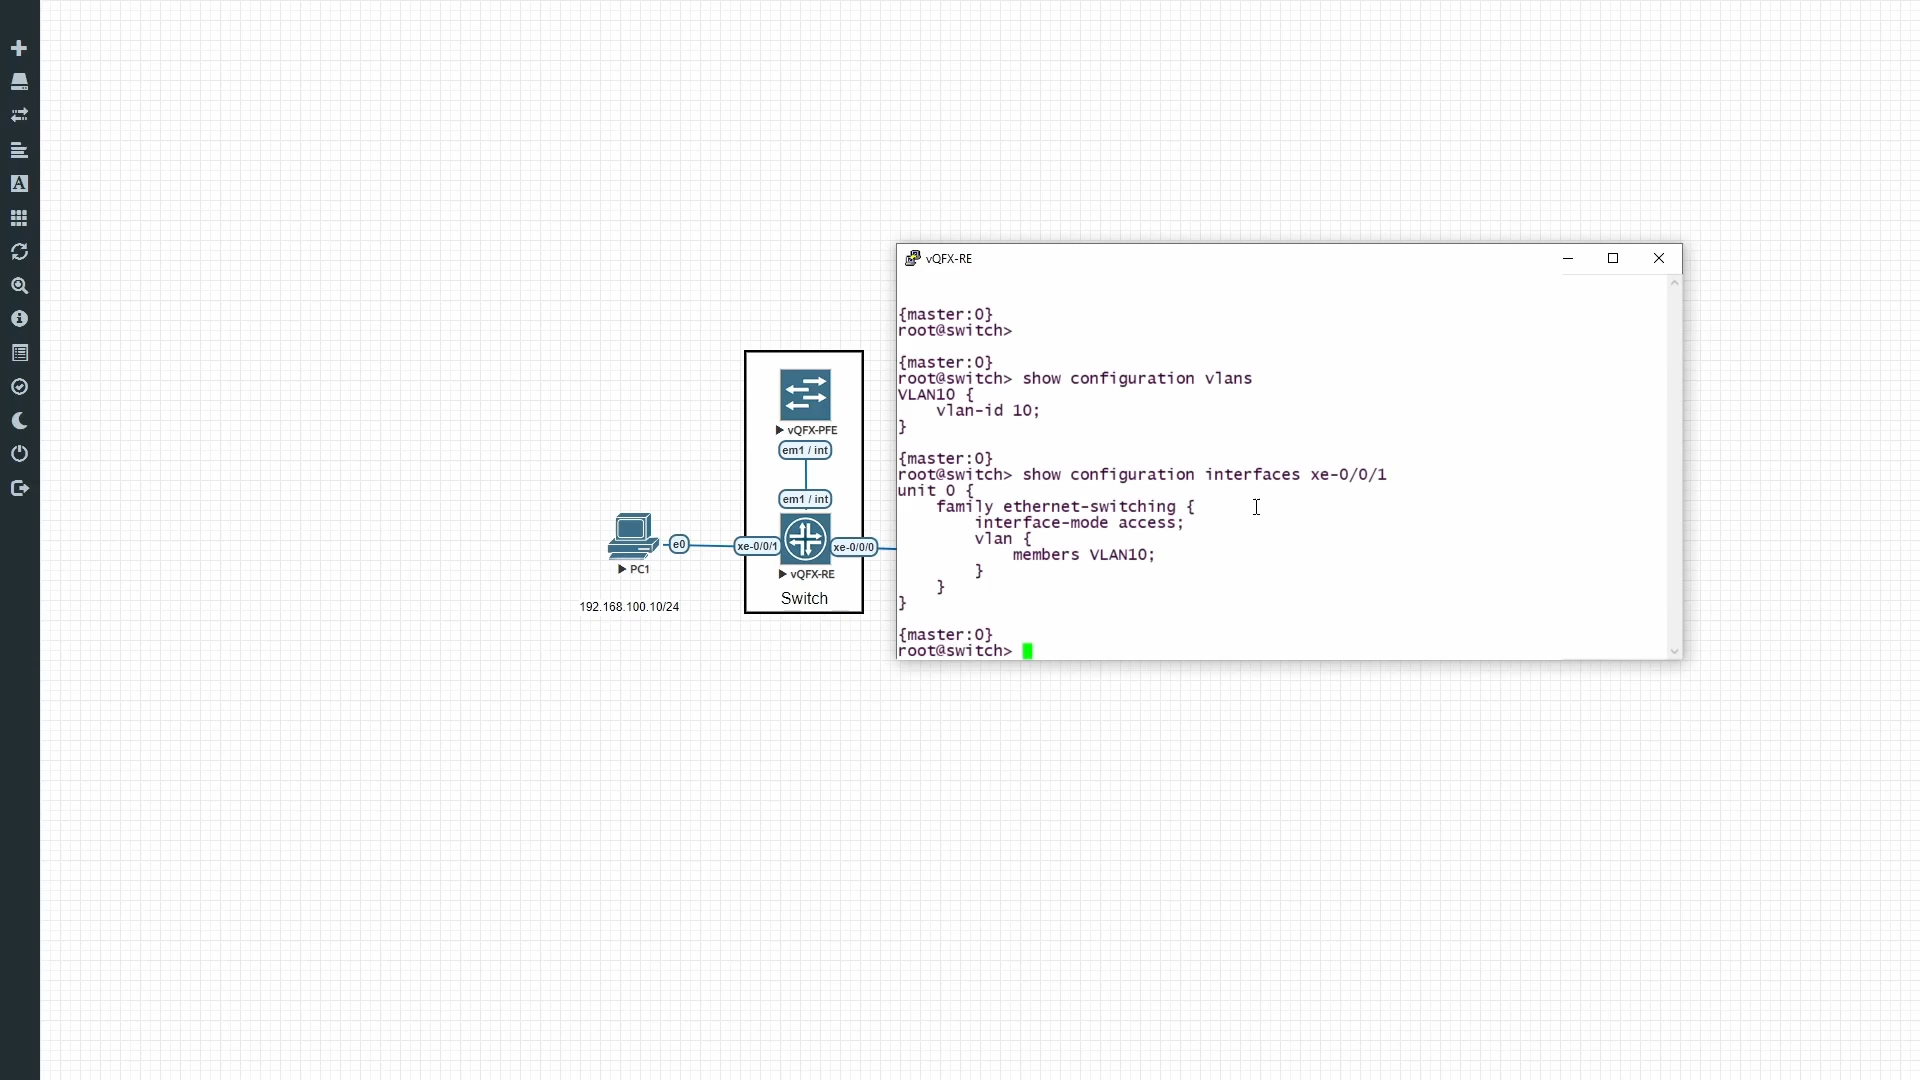 vQFX-PFE
em1 / int
em1 / int
e0
xe-0/0/1
xe-0/0/0
PC1
vQFX-RE
Switch
192.168.100.10/24
vQFX-RE
{master:0}
root@switch>
{master:0}
root@switch> show configuration vlans
VLAN10 {
    vlan-id 10;
}
{master:0}
root@switch> show configuration interfaces xe-0/0/1
unit 0 {
    family ethernet-switching {
        interface-mode access;
        vlan {
            members VLAN10;
        }
    }
}
{master:0}
root@switch>